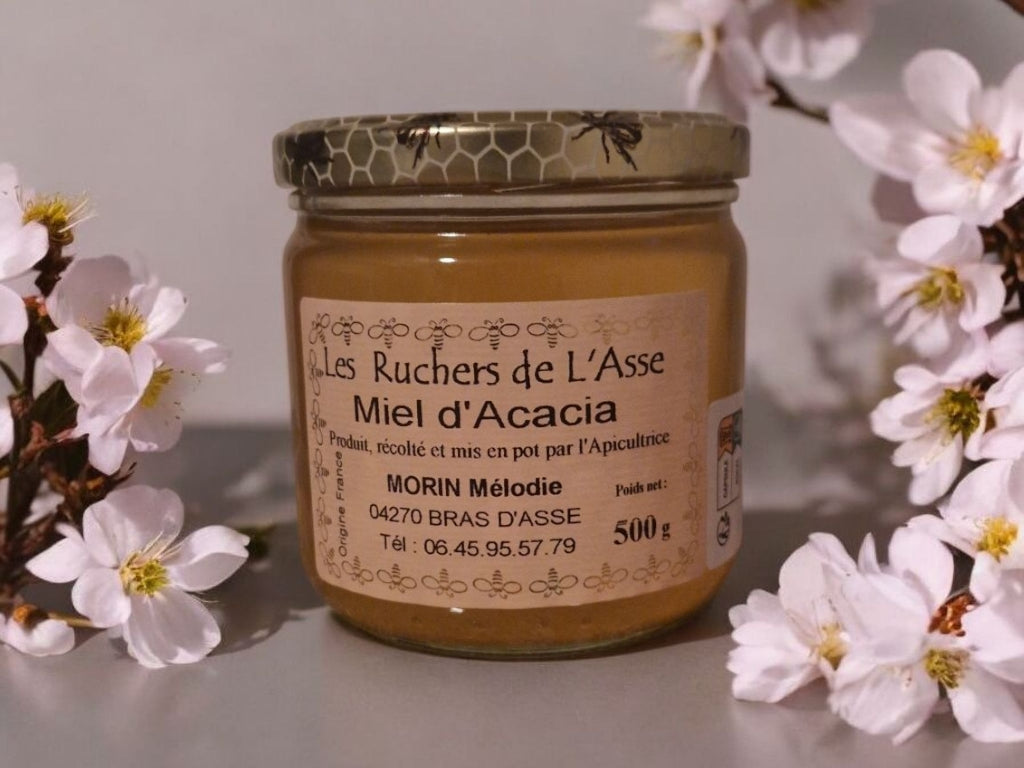 Les Ruchers de L'Asse
Miel d'Acacia
Produit, récolté et mis en pot par l'Apicultrice
MORIN Mélodie
04270 BRAS D'ASSE
Tél : 06.45.95.57.79
Poids net :
500 g
Origine France
CAPSULE